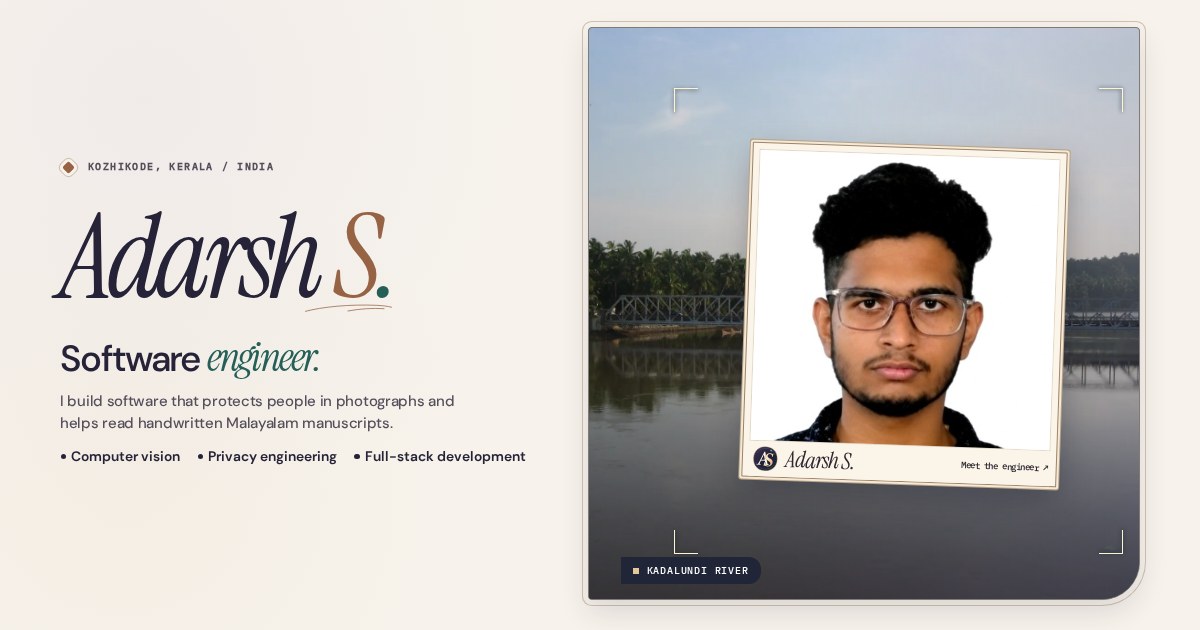 KOZHIKODE, KERALA / INDIA
Adarsh S.
Software engineer.
I build software that protects people in photographs and
helps read handwritten Malayalam manuscripts.
• Computer vision • Privacy engineering • Full-stack development
AS Adarsh S. Meet the engineer ↗
KADALUNDI RIVER